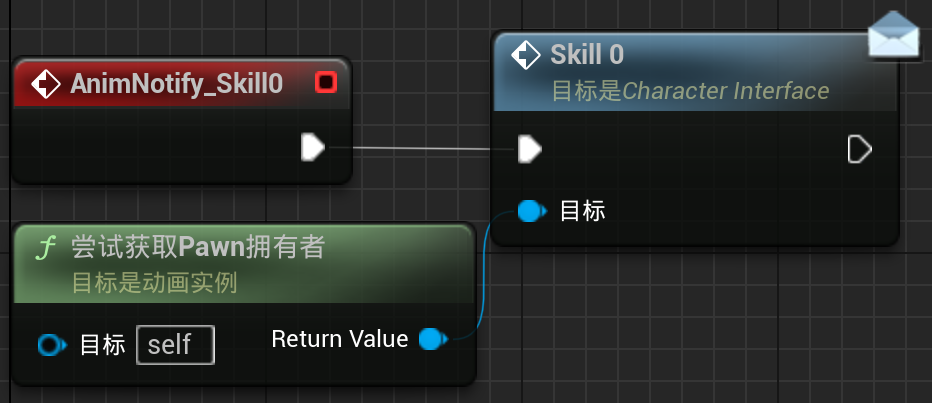 AnimNotify_Skill0
Skill 0
目标是Character Interface
目标
尝试获取Pawn拥有者
目标是动画实例
目标 self
Return Value